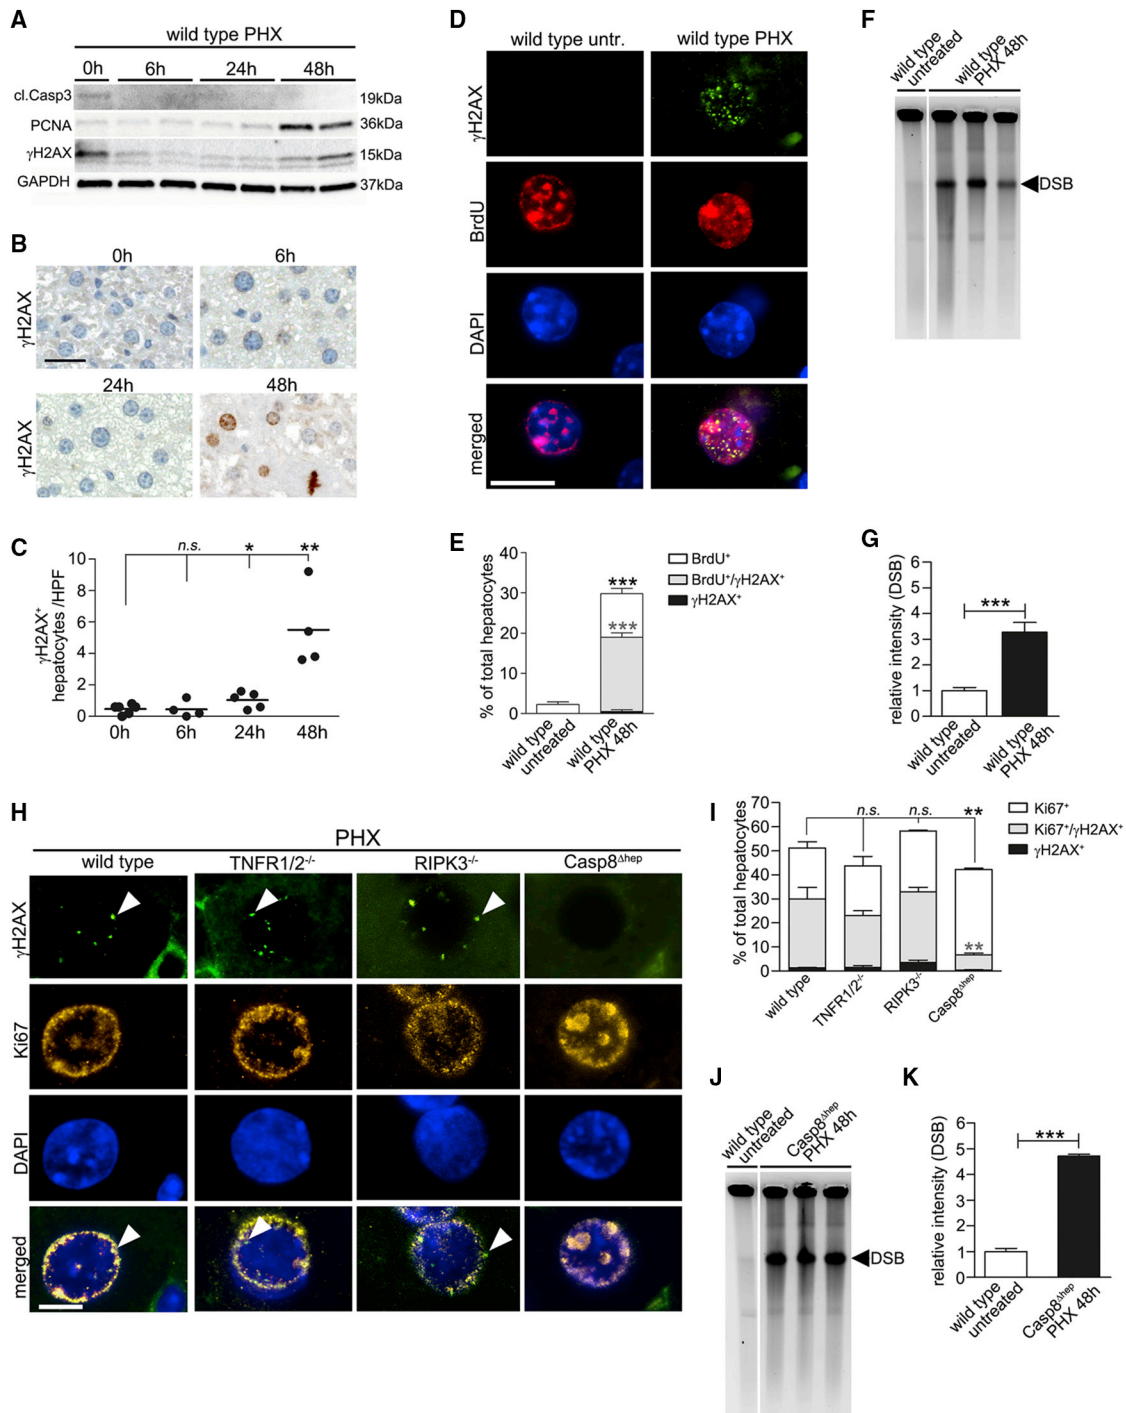 A
wild type PHX
0h 6h 24h 48h
cl.Casp3 19kDa
PCNA 36kDa
γH2AX 15kDa
GAPDH 37kDa
B
0h 6h
γH2AX
24h 48h
γH2AX
C
n.s. * **
γH2AX⁺
hepatocytes /HPF
10
8
6
4
2
0
0h 6h 24h 48h
D
wild type untr. wild type PHX
γH2AX
BrdU
DAPI
merged
E
% of total hepatocytes
40
30
20
10
0
***
***
BrdU⁺
BrdU⁺/γH2AX⁺
γH2AX⁺
wild type
untreated
wild type
PHX 48h
F
wild type
untreated
wild type
PHX 48h
DSB
G
relative intensity (DSB)
6
5
4
3
2
1
0
***
wild type
untreated
wild type
PHX 48h
H
PHX
wild type TNFR1/2⁻/⁻ RIPK3⁻/⁻ Casp8Δhep
γH2AX
Ki67
DAPI
merged
I
% of total hepatocytes
70
60
50
40
30
20
10
0
n.s. n.s. **
**
Ki67⁺
Ki67⁺/γH2AX⁺
γH2AX⁺
wild type
TNFR1/2⁻/⁻
RIPK3⁻/⁻
Casp8Δhep
J
wild type
untreated
Casp8Δhep
PHX 48h
DSB
K
relative intensity (DSB)
6
5
4
3
2
1
0
***
wild type
untreated
Casp8Δhep
PHX 48h